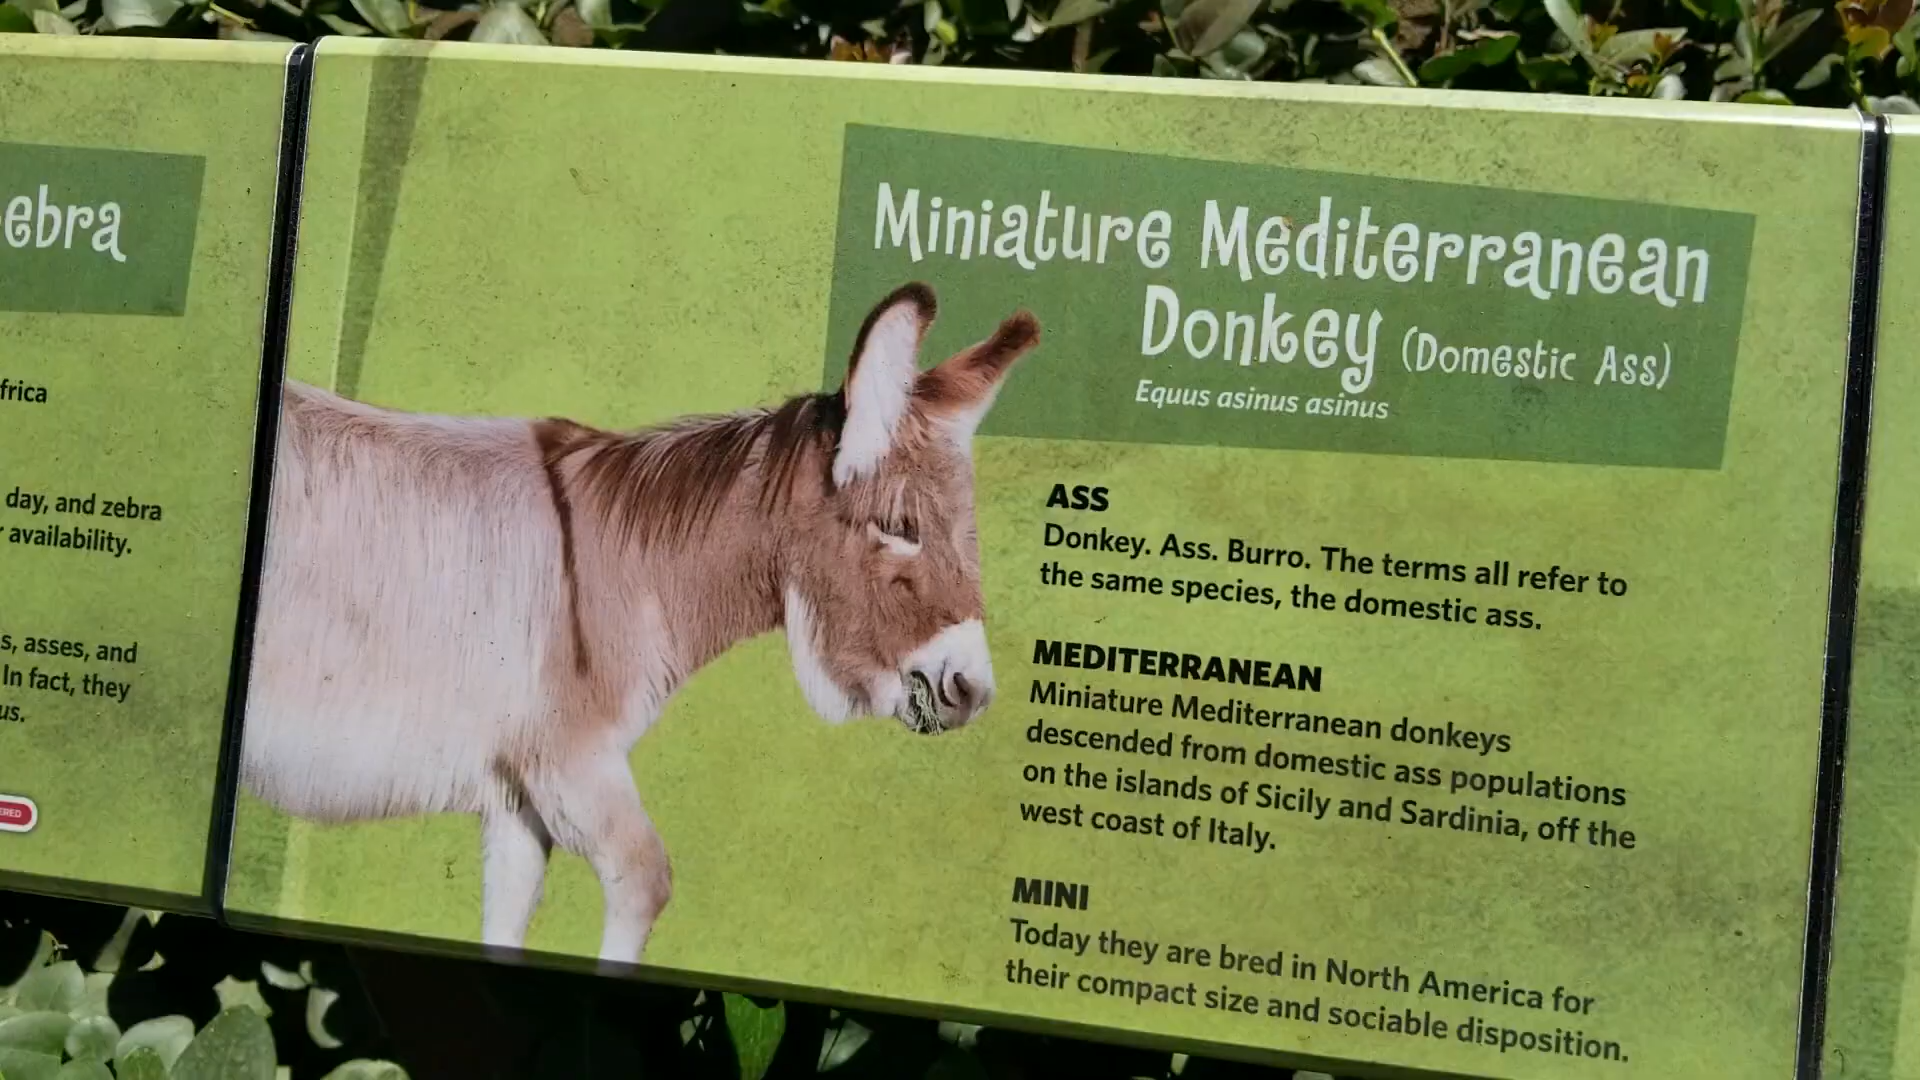 ebra
frica
day, and zebra
availability.
s, asses, and
In fact, they
us.
ERED
Miniature Mediterranean
Donkey (Domestic Ass)
Equus asinus asinus
ASS
Donkey. Ass. Burro. The terms all refer to
the same species, the domestic ass.
MEDITERRANEAN
Miniature Mediterranean donkeys
descended from domestic ass populations
on the islands of Sicily and Sardinia, off the
west coast of Italy.
MINI
Today they are bred in North America for
their compact size and sociable disposition.